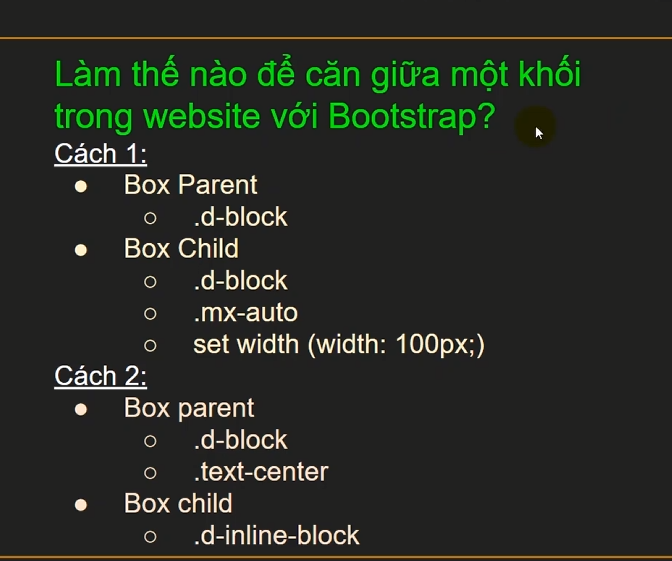 Làm thế nào để căn giữa một khối
trong website với Bootstrap?
Cách 1:
● Box Parent
○ .d-block
● Box Child
○ .d-block
○ .mx-auto
○ set width (width: 100px;)
Cách 2:
● Box parent
○ .d-block
○ .text-center
● Box child
○ .d-inline-block